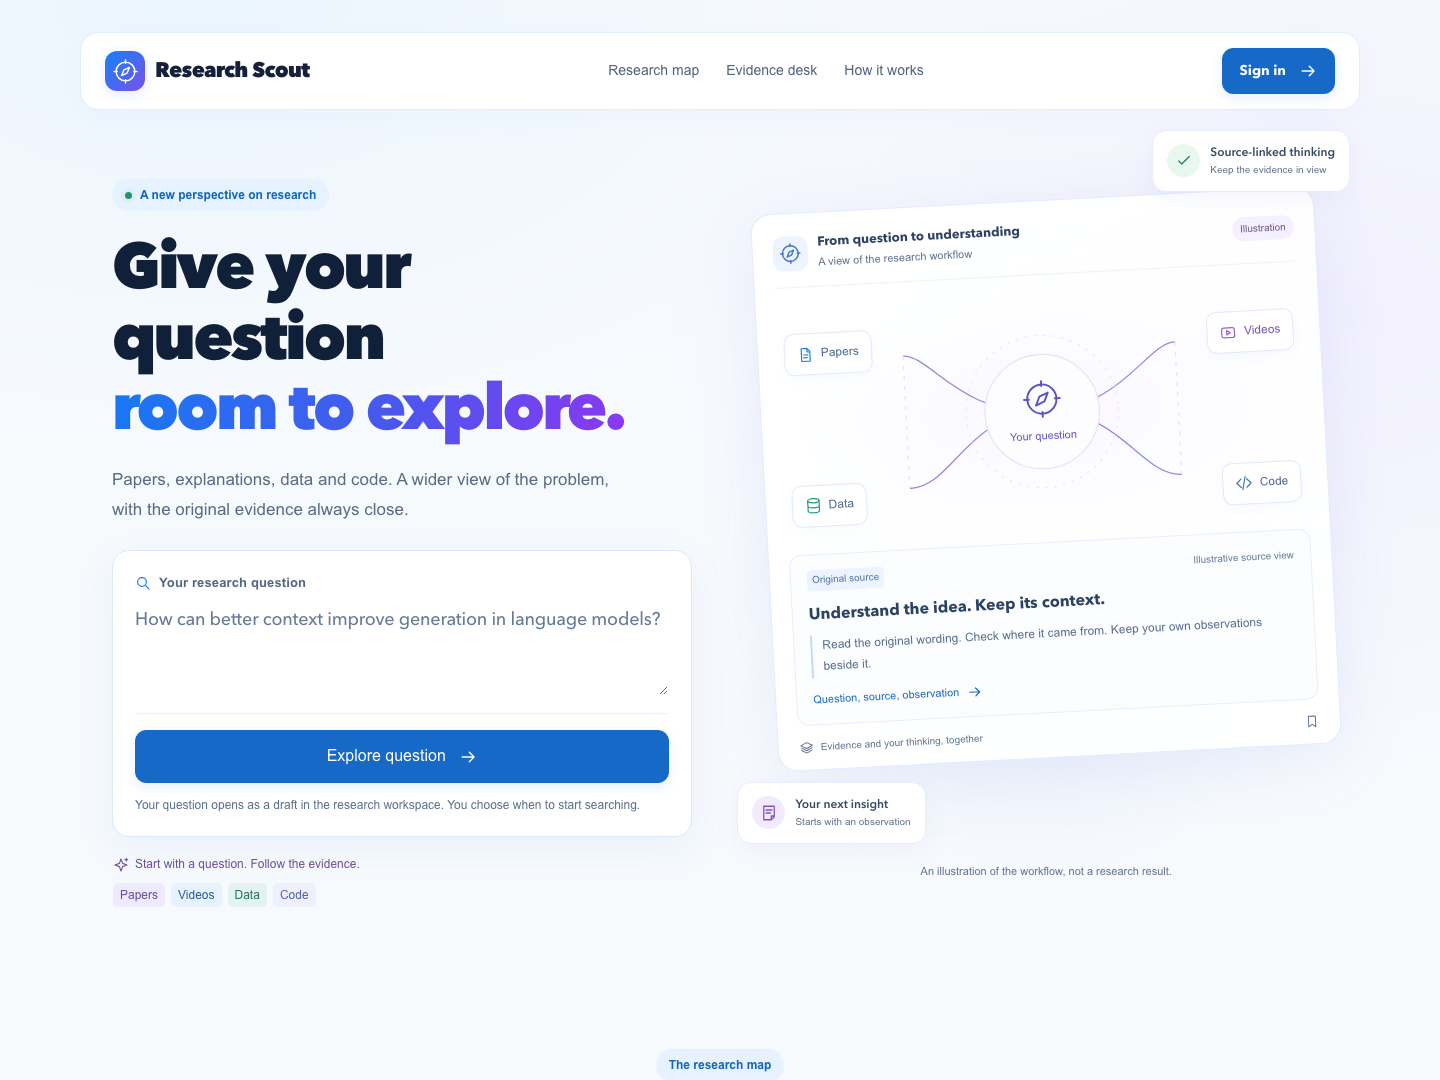 Research Scout
Research map
Evidence desk
How it works
Sign in
A new perspective on research
Give your
question
room to explore.
Papers, explanations, data and code. A wider view of the problem,
with the original evidence always close.
Your research question
How can better context improve generation in language models?
Explore question
Your question opens as a draft in the research workspace. You choose when to start searching.
Start with a question. Follow the evidence.
Papers
Videos
Data
Code
Source-linked thinking
Keep the evidence in view
From question to understanding
A view of the research workflow
Illustration
Papers
Videos
Your question
Data
Code
Original source
Illustrative source view
Understand the idea. Keep its context.
Read the original wording. Check where it came from. Keep your own observations
beside it.
Question, source, observation
Evidence and your thinking, together
Your next insight
Starts with an observation
An illustration of the workflow, not a research result.
The research map